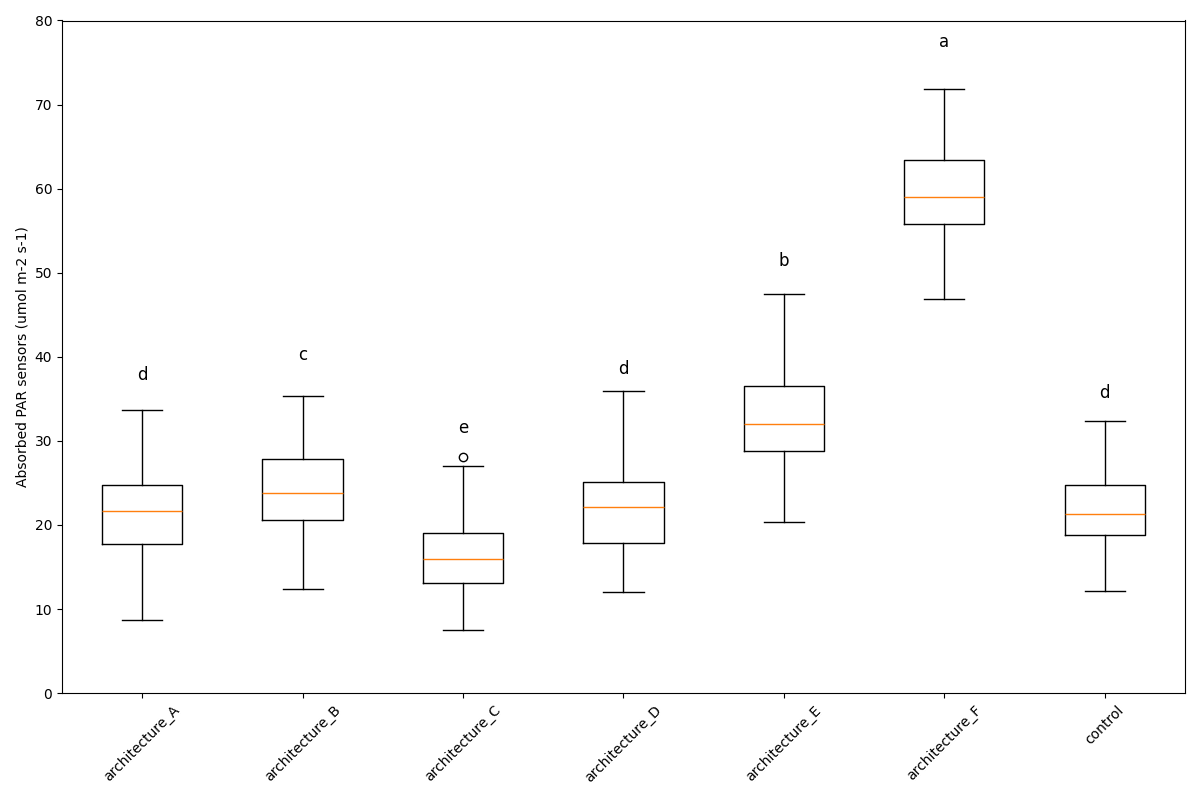 80
70
60
50
40
30
20
10
0
Absorbed PAR sensors (umol m-2 s-1)
d
c
e
d
b
a
d
architecture_A
architecture_B
architecture_C
architecture_D
architecture_E
architecture_F
control